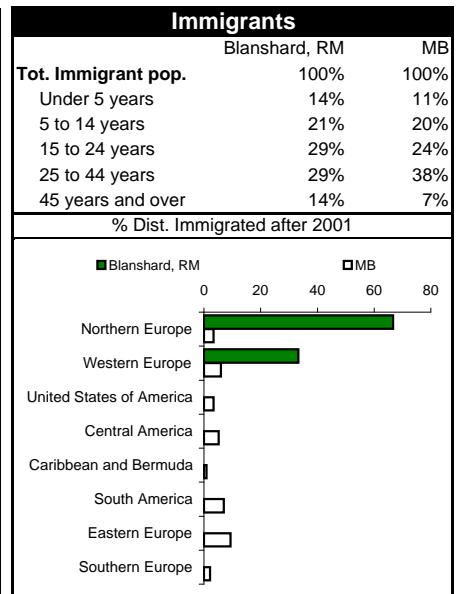 Immigrants
Blanshard, RM MB
Tot. Immigrant pop. 100% 100%
Under 5 years 14% 11%
5 to 14 years 21% 20%
15 to 24 years 29% 24%
25 to 44 years 29% 38%
45 years and over 14% 7%
% Dist. Immigrated after 2001
Blanshard, RM MB
0 20 40 60 80
Northern Europe
Western Europe
United States of America
Central America
Caribbean and Bermuda
South America
Eastern Europe
Southern Europe